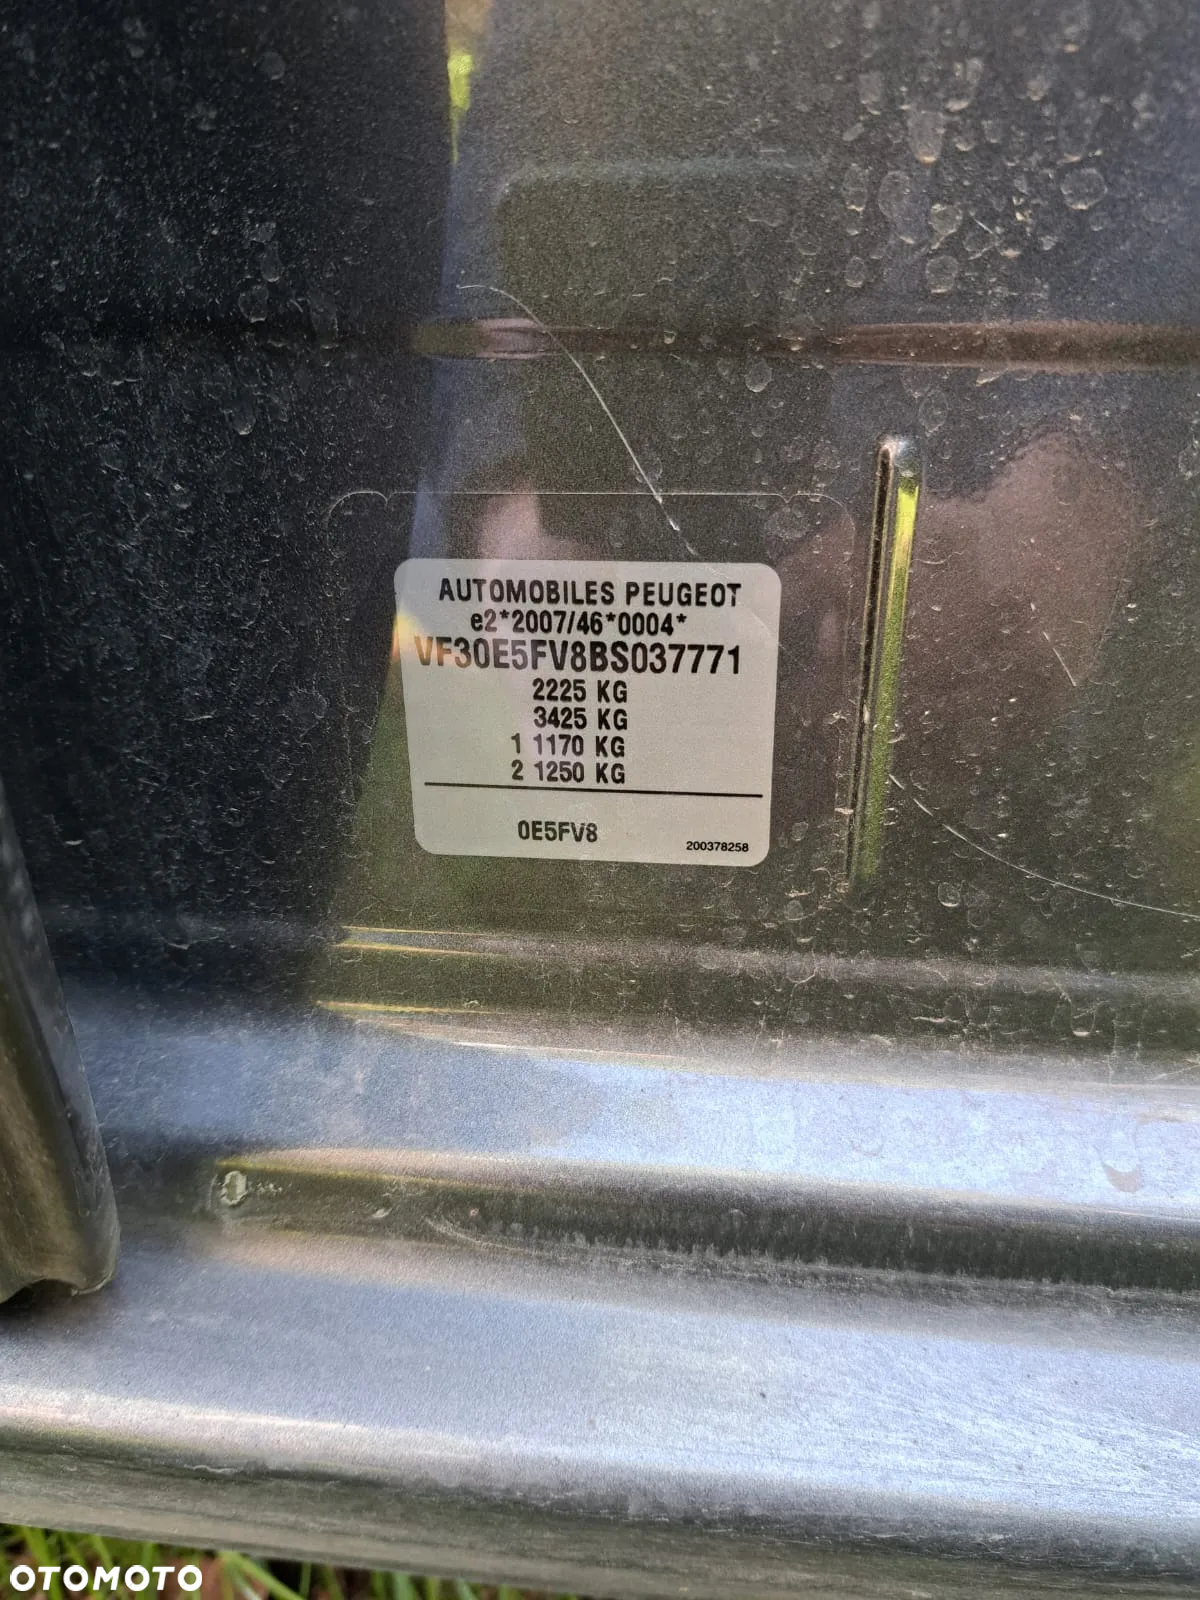 AUTOMOBILES PEUGEOT
e2*2007/46*0004*
VF30E5FV8BS037771
2225 KG
3425 KG
1 1170 KG
2 1250 KG
0E5FV8
200378258
OTOMOTO